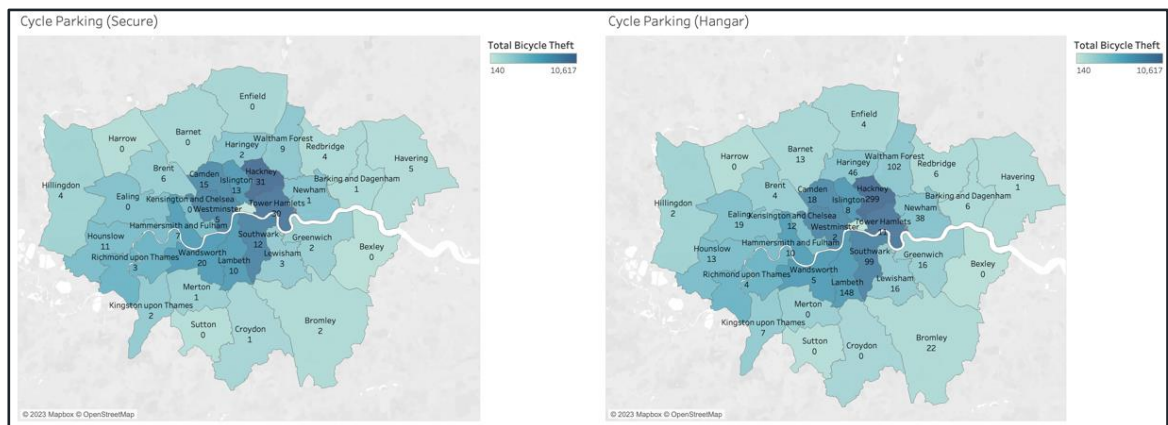 Cycle Parking (Secure)
Total Bicycle Theft
140 10,617
Enfield
0
Harrow
0
Barnet
0
Haringey
2
Waltham Forest
9
Redbridge
4
Havering
5
Hillingdon
4
Brent
6
Camden
15
Islington
13
Hackney
31
Barking and Dagenham
1
Newham
1
Ealing
0
Kensington and Chelsea
0
Westminster
5
Tower Hamlets
20
Hounslow
11
Hammersmith and Fulham
7
Southwark
12
Greenwich
2
Bexley
0
Richmond upon Thames
3
Wandsworth
20
Lambeth
10
Lewisham
3
Merton
1
Kingston upon Thames
2
Sutton
0
Croydon
1
Bromley
2
© 2023 Mapbox © OpenStreetMap
Cycle Parking (Hangar)
Total Bicycle Theft
140 10,617
Enfield
4
Harrow
0
Barnet
13
Haringey
46
Waltham Forest
102
Redbridge
6
Havering
1
Hillingdon
2
Brent
4
Camden
18
Islington
8
Hackney
299
Barking and Dagenham
6
Newham
38
Ealing
19
Kensington and Chelsea
12
Westminster
2
Tower Hamlets
Hounslow
13
Hammersmith and Fulham
10
Southwark
99
Greenwich
16
Bexley
0
Richmond upon Thames
4
Wandsworth
5
Lambeth
148
Lewisham
16
Merton
0
Kingston upon Thames
7
Sutton
0
Croydon
0
Bromley
22
© 2023 Mapbox © OpenStreetMap